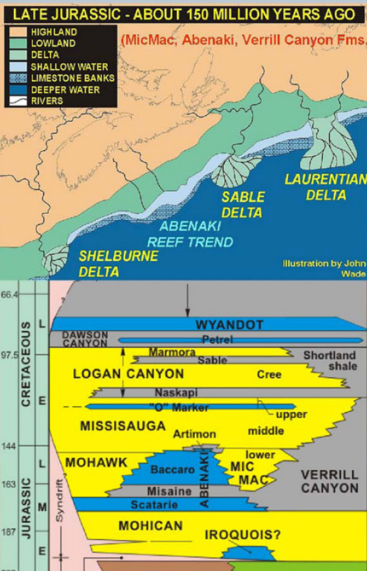 LATE JURASSIC - ABOUT 150 MILLION YEARS AGO
(MicMac, Abenaki, Verrill Canyon Fms.
HIGHLAND
LOWLAND
DELTA
SHALLOW WATER
LIMESTONE BANKS
DEEPER WATER
RIVERS
LAURENTIAN
DELTA
SABLE
DELTA
ABENAKI
REEF TREND
SHELBURNE
DELTA
Illustration by John
Wade
66.4
CRETACEOUS
L
WYANDOT
DAWSON
CANYON
Petrel
97.5
Marmora
Sable
Shortland
shale
LOGAN CANYON
Cree
E
Naskapi
"O" Marker
upper
MISSISAUGA
middle
Artimon
144
JURASSIC
L
MOHAWK
lower
Baccaro
ABENAKI
MIC
MAC
VERRILL
CANYON
163
Misaine
M
Scatarie
Syndrift
187
MOHICAN
E
IROQUOIS?